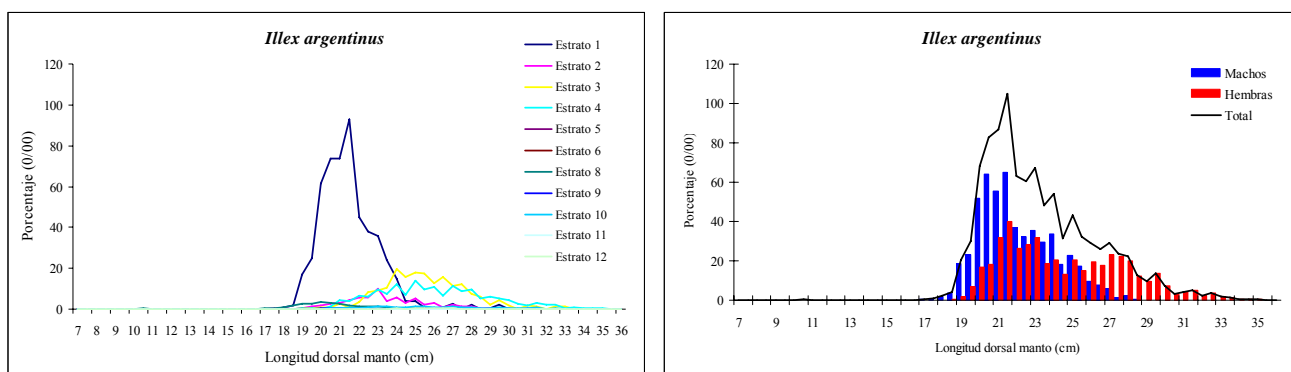 Illex argentinus
Estrato 1
Estrato 2
Estrato 3
Estrato 4
Estrato 5
Estrato 6
Estrato 8
Estrato 9
Estrato 10
Estrato 11
Estrato 12
120
100
80
60
40
20
0
Porcentaje (0/00)
7 8 9 10 11 12 13 14 15 16 17 18 19 20 21 22 23 24 25 26 27 28 29 30 31 32 33 34 35 36
Longitud dorsal manto (cm)
Illex argentinus
Machos
Hembras
Total
120
100
80
60
40
20
0
Porcentaje (0/00)
7 9 11 13 15 17 19 21 23 25 27 29 31 33 35
Longitud dorsal manto (cm)